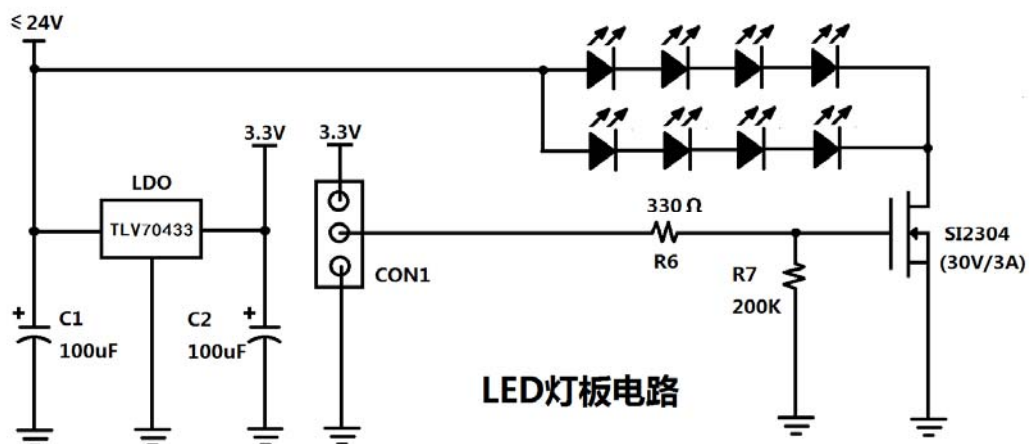 ≤24V
3.3V
3.3V
LDO
TLV70433
CON1
330Ω
R6
R7
200K
SI2304
(30V/3A)
+
C1
100uF
C2
+
100uF
LED灯板电路